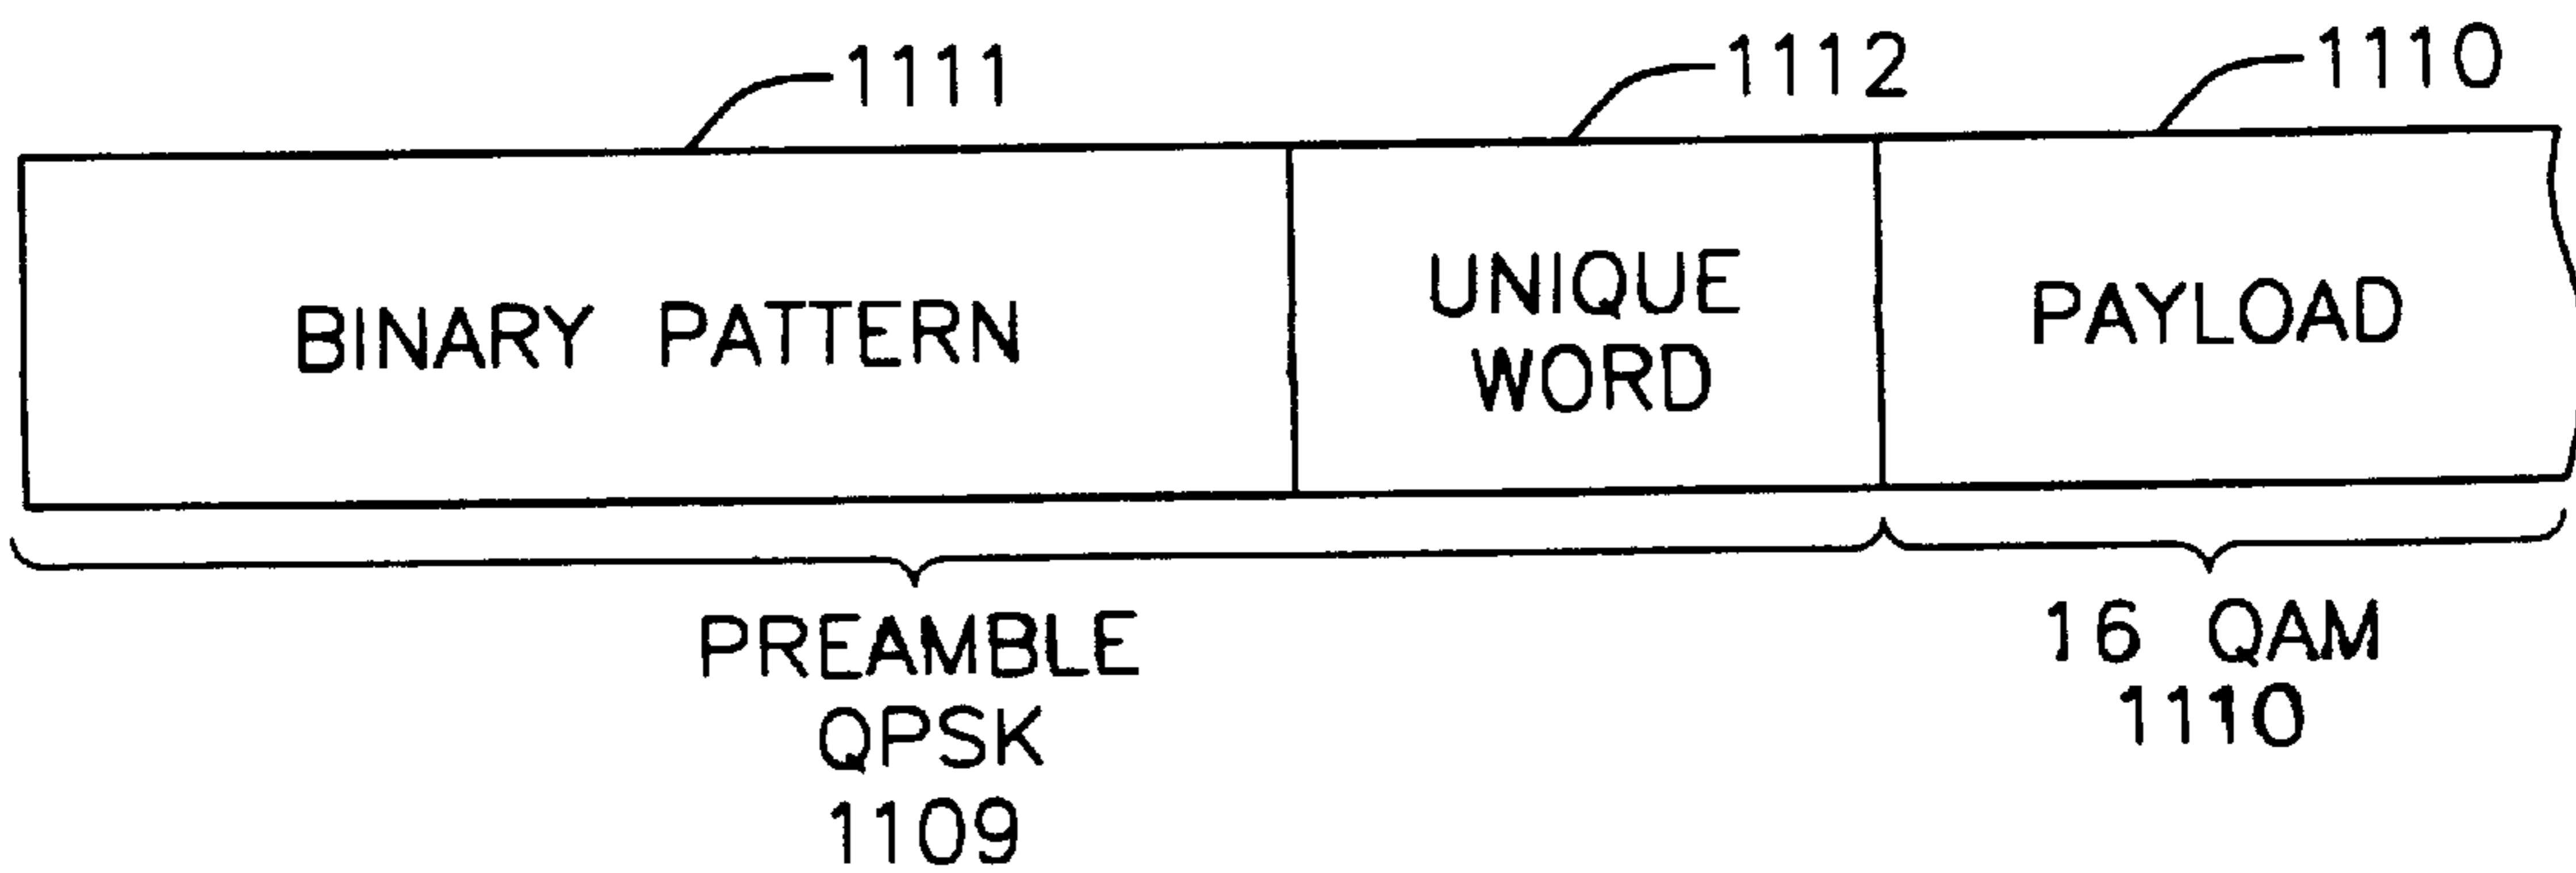 1111
1112
1110
BINARY PATTERN
UNIQUE
WORD
PAYLOAD
PREAMBLE
QPSK
1109
16 QAM
1110